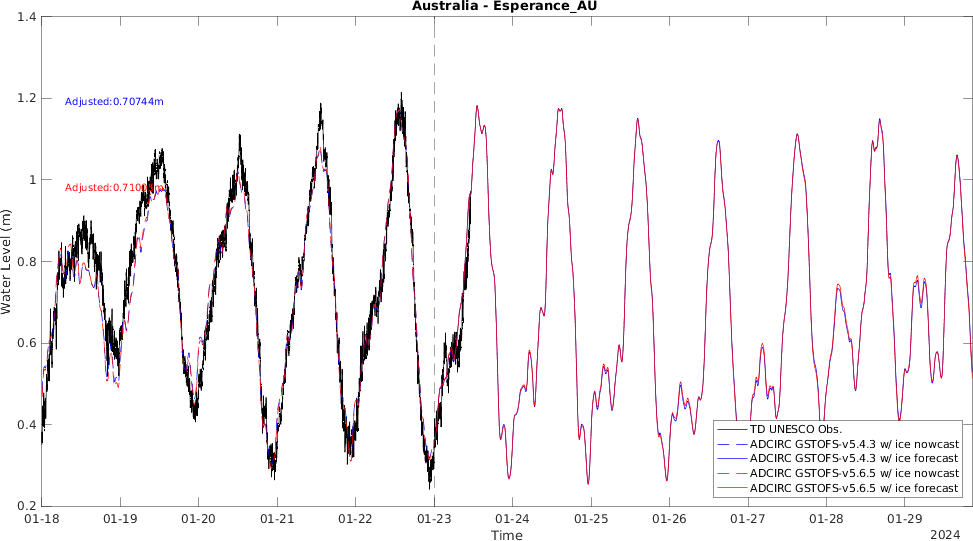 Australia - Esperance_AU
1.4
1.2
1
0.8
0.6
0.4
0.2
Water Level (m)
Adjusted:0.70744m
TD UNESCO Obs.
ADCIRC GSTOFS-v5.4.3 w/ ice nowcast
ADCIRC GSTOFS-v5.4.3 w/ ice forecast
ADCIRC GSTOFS-v5.6.5 w/ ice nowcast
ADCIRC GSTOFS-v5.6.5 w/ ice forecast
01-18 01-19 01-20 01-21 01-22 01-23 01-24 01-25 01-26 01-27 01-28 01-29
Time
2024